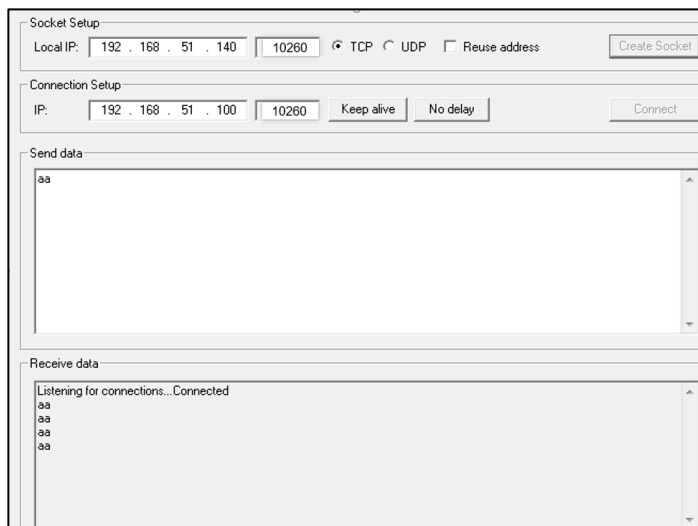 Socket Setup
Local IP: 192 . 168 . 51 . 140 10260 TCP UDP Reuse address Create Socket
Connection Setup
IP: 192 . 168 . 51 . 100 10260 Keep alive No delay Connect
Send data
aa
Receive data
Listening for connections...Connected
aa
aa
aa
aa